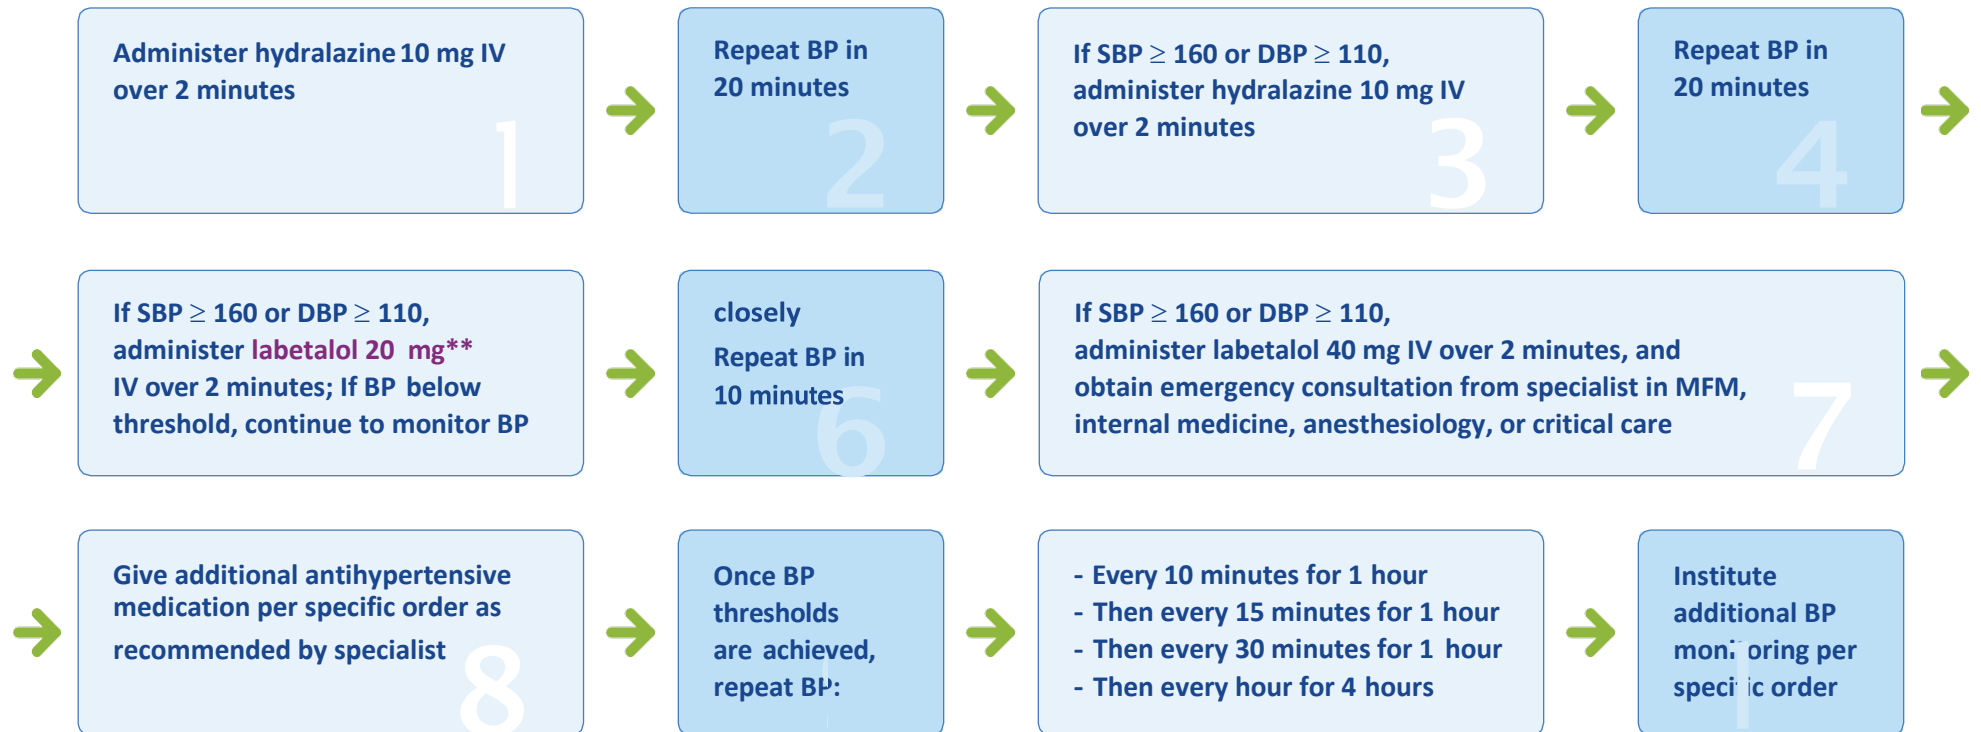 Administer hydralazine 10 mg IV
over 2 minutes
1
Repeat BP in
20 minutes
2
If SBP ≥ 160 or DBP ≥ 110,
administer hydralazine 10 mg IV
over 2 minutes
3
Repeat BP in
20 minutes
4
If SBP ≥ 160 or DBP ≥ 110,
administer labetalol 20 mg**
IV over 2 minutes; If BP below
threshold, continue to monitor BP
closely
Repeat BP in
10 minutes
6
If SBP ≥ 160 or DBP ≥ 110,
administer labetalol 40 mg IV over 2 minutes, and
obtain emergency consultation from specialist in MFM,
internal medicine, anesthesiology, or critical care
7
Give additional antihypertensive
medication per specific order as
recommended by specialist
8
Once BP
thresholds
are achieved,
repeat BP:
- Every 10 minutes for 1 hour
- Then every 15 minutes for 1 hour
- Then every 30 minutes for 1 hour
- Then every hour for 4 hours
Institute
additional BP
monitoring per
specific order
1